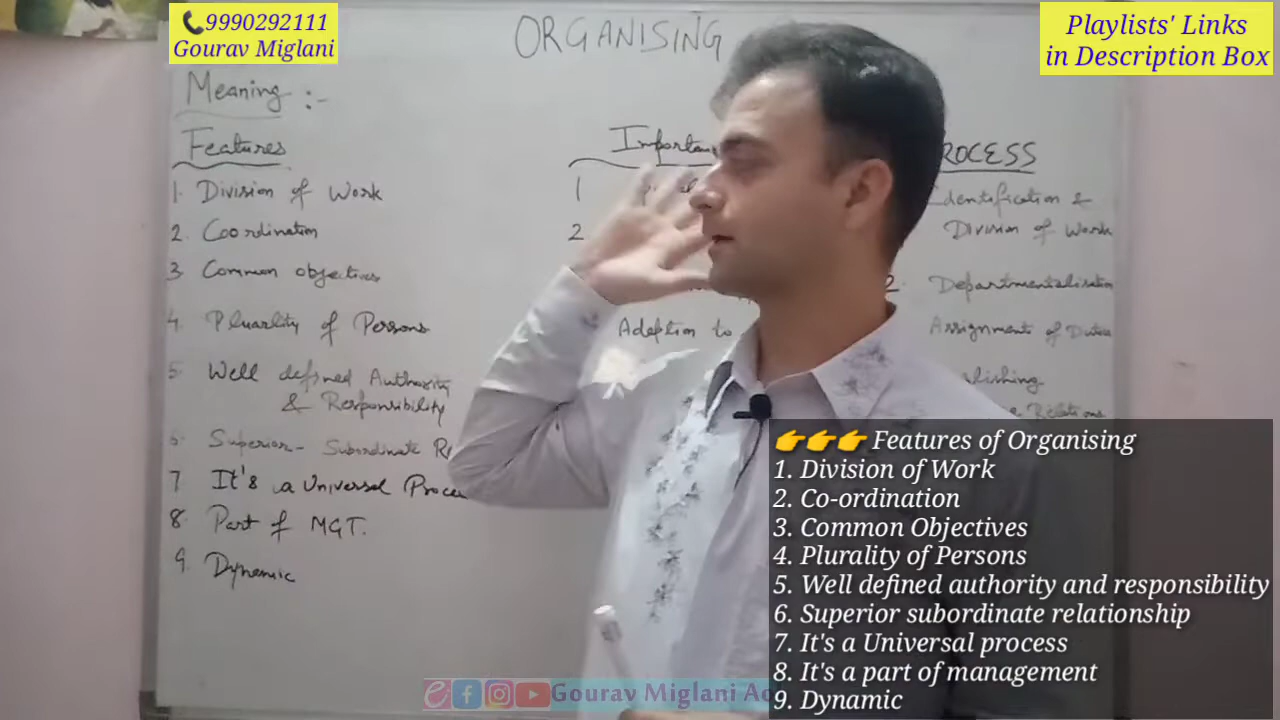 📞9990292111
Gourav Miglani
Playlists' Links
in Description Box
ORGANISING
Meaning :-
Features
1. Division of Work
2. Coordination
3 Common objectives
4. Plurality of Persons
5. Well defined Authority
& Responsibility
6 Superior- Subordinate
7 It's a Universal Process
8 Part of MGT.
9. Dynamic
1
2
Adaption to
PROCESS
Identification &
Division of Work
2. Departmentalisation
Assignment of Duties
Relations
👉👉👉 Features of Organising
1. Division of Work
2. Co-ordination
3. Common Objectives
4. Plurality of Persons
5. Well defined authority and responsibility
6. Superior subordinate relationship
7. It's a Universal process
8. It's a part of management
9. Dynamic
Gourav Miglani